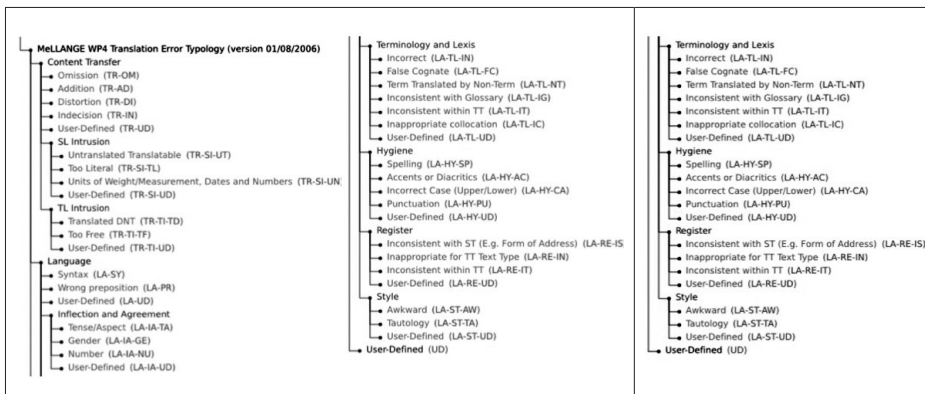 MeLLANGE WP4 Translation Error Typology (version 01/08/2006)
Content Transfer
Omission (TR-OM)
Addition (TR-AD)
Distortion (TR-DI)
Indecision (TR-IN)
User-Defined (TR-UD)
SL Intrusion
Untranslated Translatable (TR-SI-UT)
Too Literal (TR-SI-TL)
Units of Weight/Measurement, Dates and Numbers (TR-SI-UN
User-Defined (TR-SI-UD)
TL Intrusion
Translated DNT (TR-TI-TD)
Too Free (TR-TI-TF)
User-Defined (TR-TI-UD)
Language
Syntax (LA-SY)
Wrong preposition (LA-PR)
User-Defined (LA-UD)
Inflection and Agreement
Tense/Aspect (LA-IA-TA)
Gender (LA-IA-GE)
Number (LA-IA-NU)
User-Defined (LA-IA-UD)
Terminology and Lexis
Incorrect (LA-TL-IN)
False Cognate (LA-TL-FC)
Term Translated by Non-Term (LA-TL-NT)
Inconsistent with Glossary (LA-TL-IG)
Inconsistent within TT (LA-TL-IT)
Inappropriate collocation (LA-TL-IC)
User-Defined (LA-TL-UD)
Hygiene
Spelling (LA-HY-SP)
Accents or Diacritics (LA-HY-AC)
Incorrect Case (Upper/Lower) (LA-HY-CA)
Punctuation (LA-HY-PU)
User-Defined (LA-HY-UD)
Register
Inconsistent with ST (E.g. Form of Address) (LA-RE-IS
Inappropriate for TT Text Type (LA-RE-IN)
Inconsistent within TT (LA-RE-IT)
User-Defined (LA-RE-UD)
Style
Awkward (LA-ST-AW)
Tautology (LA-ST-TA)
User-Defined (LA-ST-UD)
User-Defined (UD)
Terminology and Lexis
Incorrect (LA-TL-IN)
False Cognate (LA-TL-FC)
Term Translated by Non-Term (LA-TL-NT)
Inconsistent with Glossary (LA-TL-IG)
Inconsistent within TT (LA-TL-IT)
Inappropriate collocation (LA-TL-IC)
User-Defined (LA-TL-UD)
Hygiene
Spelling (LA-HY-SP)
Accents or Diacritics (LA-HY-AC)
Incorrect Case (Upper/Lower) (LA-HY-CA)
Punctuation (LA-HY-PU)
User-Defined (LA-HY-UD)
Register
Inconsistent with ST (E.g. Form of Address) (LA-RE-IS
Inappropriate for TT Text Type (LA-RE-IN)
Inconsistent within TT (LA-RE-IT)
User-Defined (LA-RE-UD)
Style
Awkward (LA-ST-AW)
Tautology (LA-ST-TA)
User-Defined (LA-ST-UD)
User-Defined (UD)